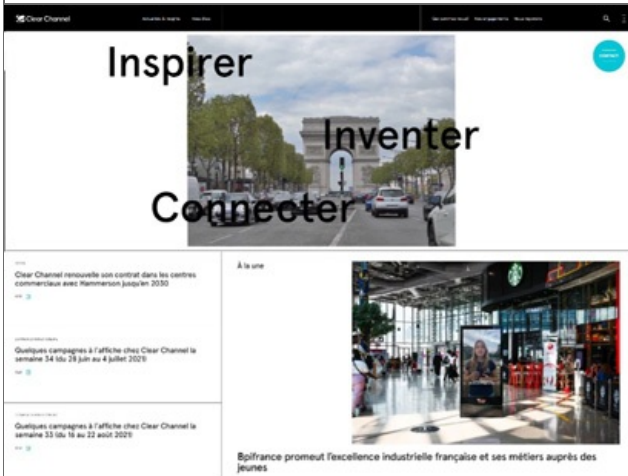 Clear Channel
Inspirer
CONTACT
Inventer
Connecter
Clear Channel renouvelle son contrat dans les centres
commerciaux avec Hammerson jusqu'en 2030
Quelques campagnes à l'affiche chez Clear Channel la
semaine 34 (du 28 juin au 4 juillet 2021)
Quelques campagnes à l'affiche chez Clear Channel la
semaine 33 (du 16 au 22 août 2021)
À la une
Bpifrance promeut l'excellence industrielle française et ses métiers auprès des
jeunes